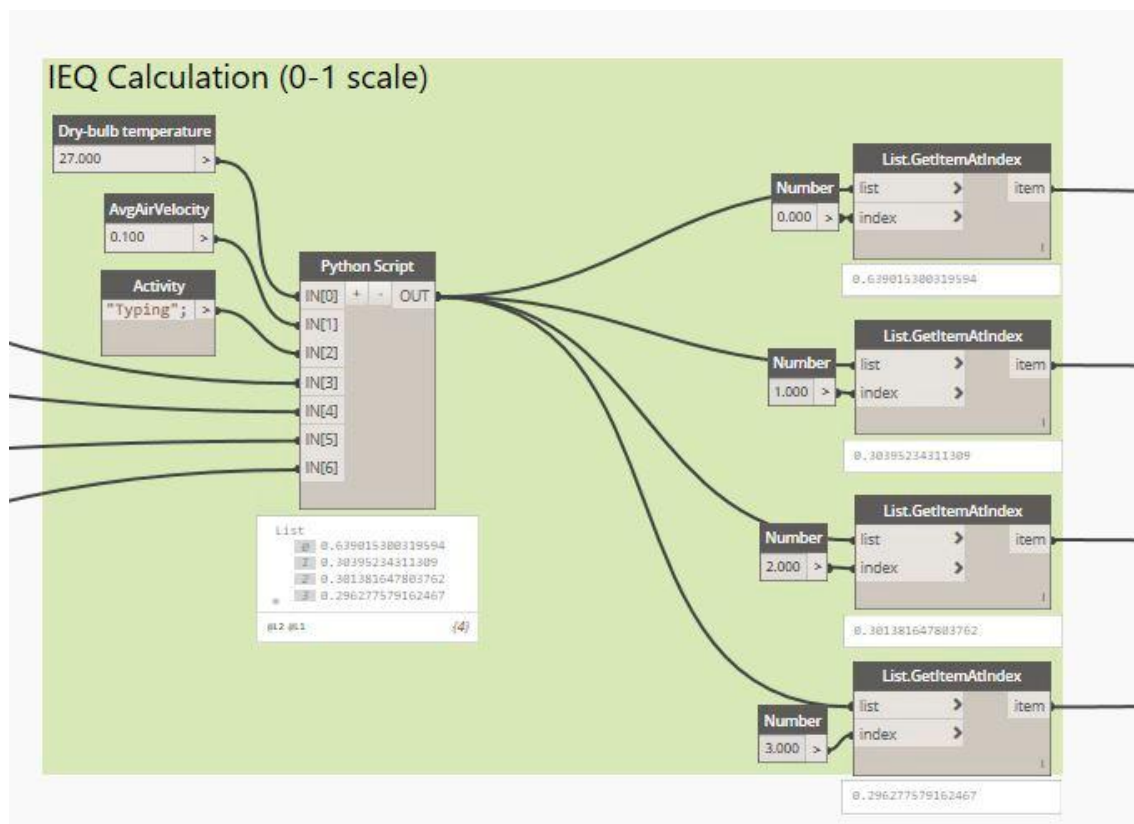 IEQ Calculation (0-1 scale)
Dry-bulb temperature
27.000 >
AvgAirVelocity
0.100 >
Activity
"Typing"; >
Python Script
IN[0] + - OUT
IN[1]
IN[2]
IN[3]
IN[4]
IN[5]
IN[6]
List
0 0.639015300319594
1 0.30395234311309
2 0.301381647803762
3 0.296277579162467
@L2 @L1 {4}
Number
0.000 >
List.GetItemAtIndex
list > item
index >
l
0.639015300319594
Number
1.000 >
List.GetItemAtIndex
list > item
index >
l
0.30395234311309
Number
2.000 >
List.GetItemAtIndex
list > item
index >
l
0.301381647803762
Number
3.000 >
List.GetItemAtIndex
list > item
index >
l
0.296277579162467